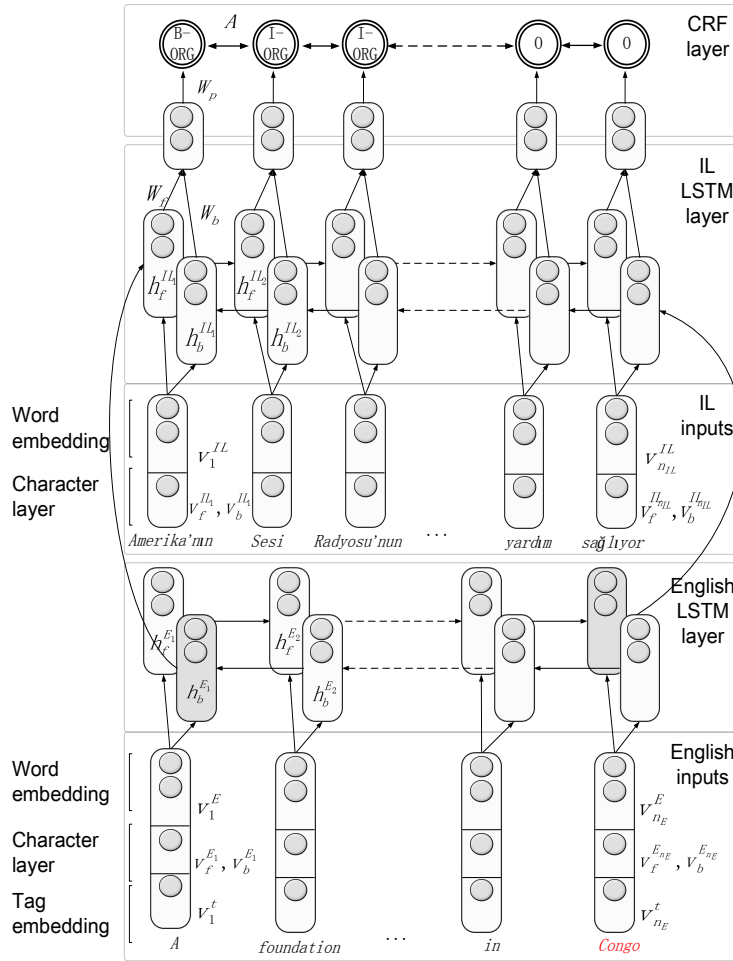 B-
ORG
A
I-
ORG
I-
ORG
O
O
CRF
layer
W_p
IL
LSTM
layer
W_f
W_b
h_f^{IL_1}
h_f^{IL_2}
h_b^{IL_1}
h_b^{IL_2}
Word
embedding
IL
inputs
v_1^{IL}
v_{n_{IL}}^{IL}
Character
layer
v_f^{IL_1}, v_b^{IL_1}
v_f^{IL_{n_{IL}}}, v_b^{IL_{n_{IL}}}
Amerika'nın Sesi Radyosu'nun ... yardım sağlıyor
English
LSTM
layer
h_f^{E_1}
h_f^{E_2}
h_b^{E_1}
h_b^{E_2}
English
inputs
Word
embedding
v_1^E
v_{n_E}^E
Character
layer
v_f^{E_1}, v_b^{E_1}
v_f^{E_{n_E}}, v_b^{E_{n_E}}
Tag
embedding
v_1^t
v_{n_E}^t
A foundation ... in Congo